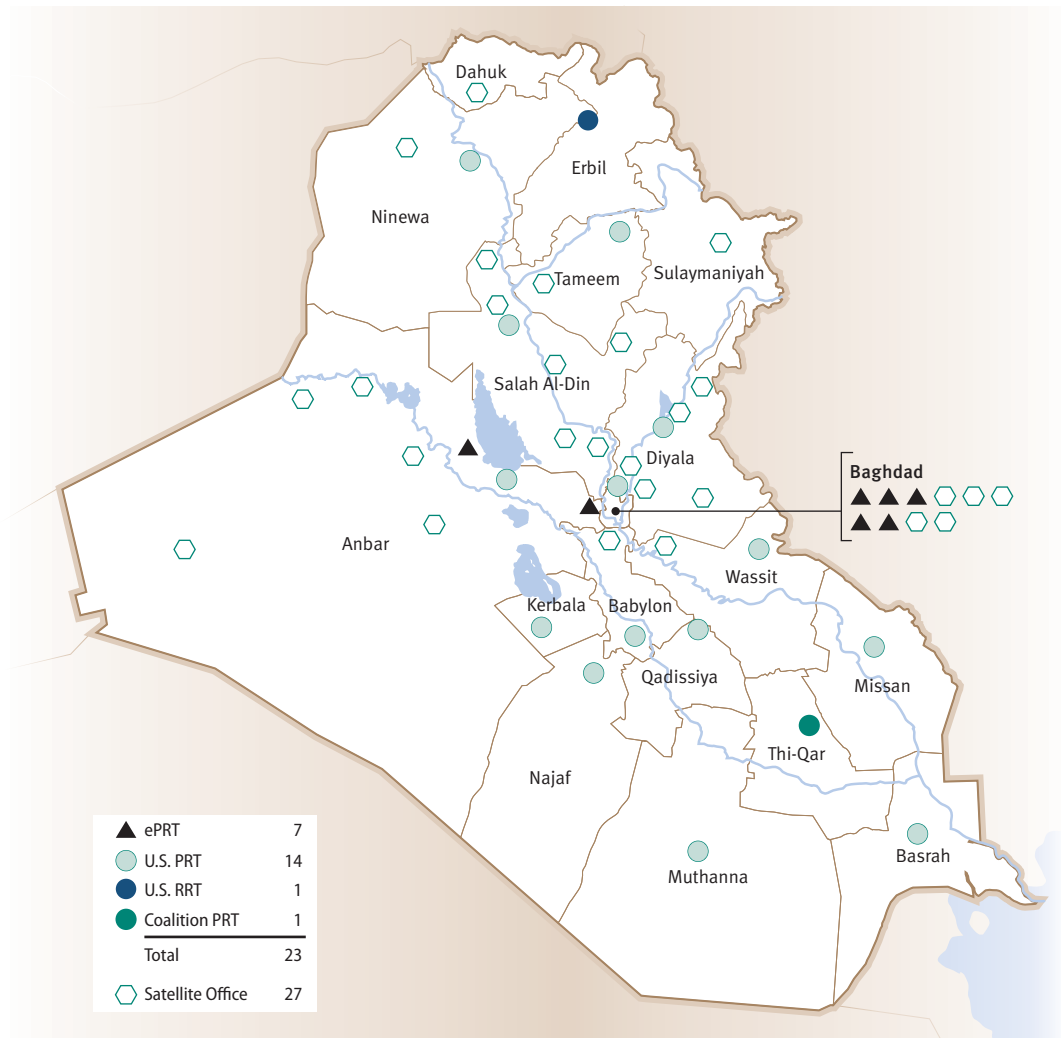 Dahuk
Erbil
Ninewa
Tameem
Sulaymaniyah
Salah Al-Din
Diyala
Baghdad
Anbar
Wassit
Kerbala
Babylon
Qadissiya
Missan
Thi-Qar
Najaf
Basrah
Muthanna
ePRT 7
U.S. PRT 14
U.S. RRT 1
Coalition PRT 1
Total 23
Satellite Office 27